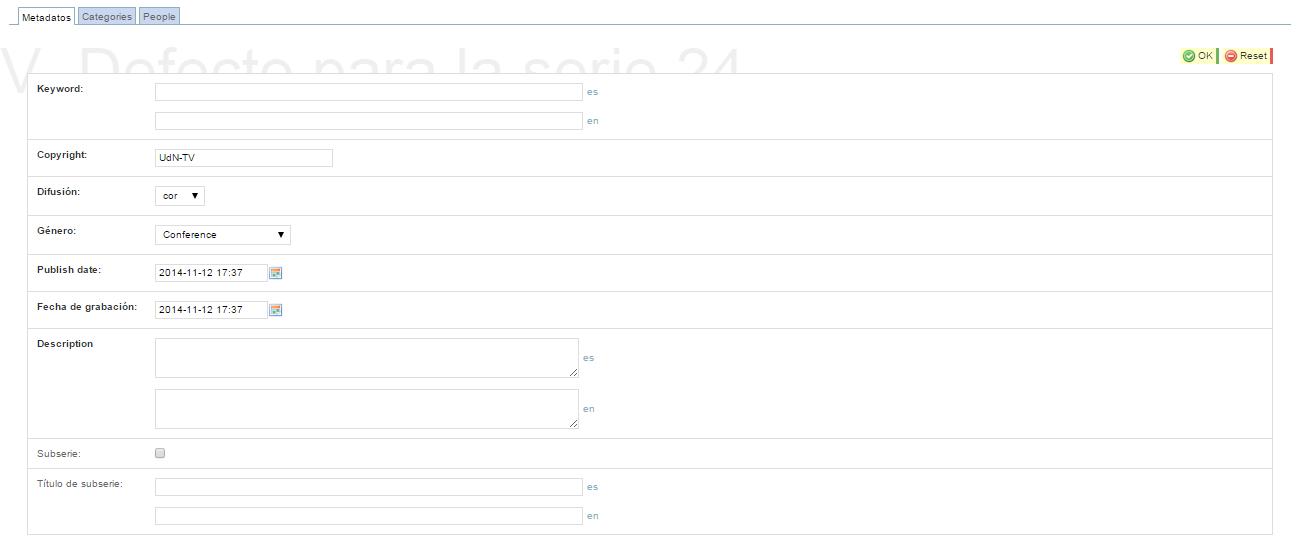 Metadatos Categories People
V. Defecto para la serie 24
OK Reset
Keyword: es
en
Copyright: UdN-TV
Difusión: cor
Género: Conference
Publish date: 2014-11-12 17:37
Fecha de grabación: 2014-11-12 17:37
Description es
en
Subserie:
Título de subserie: es
en